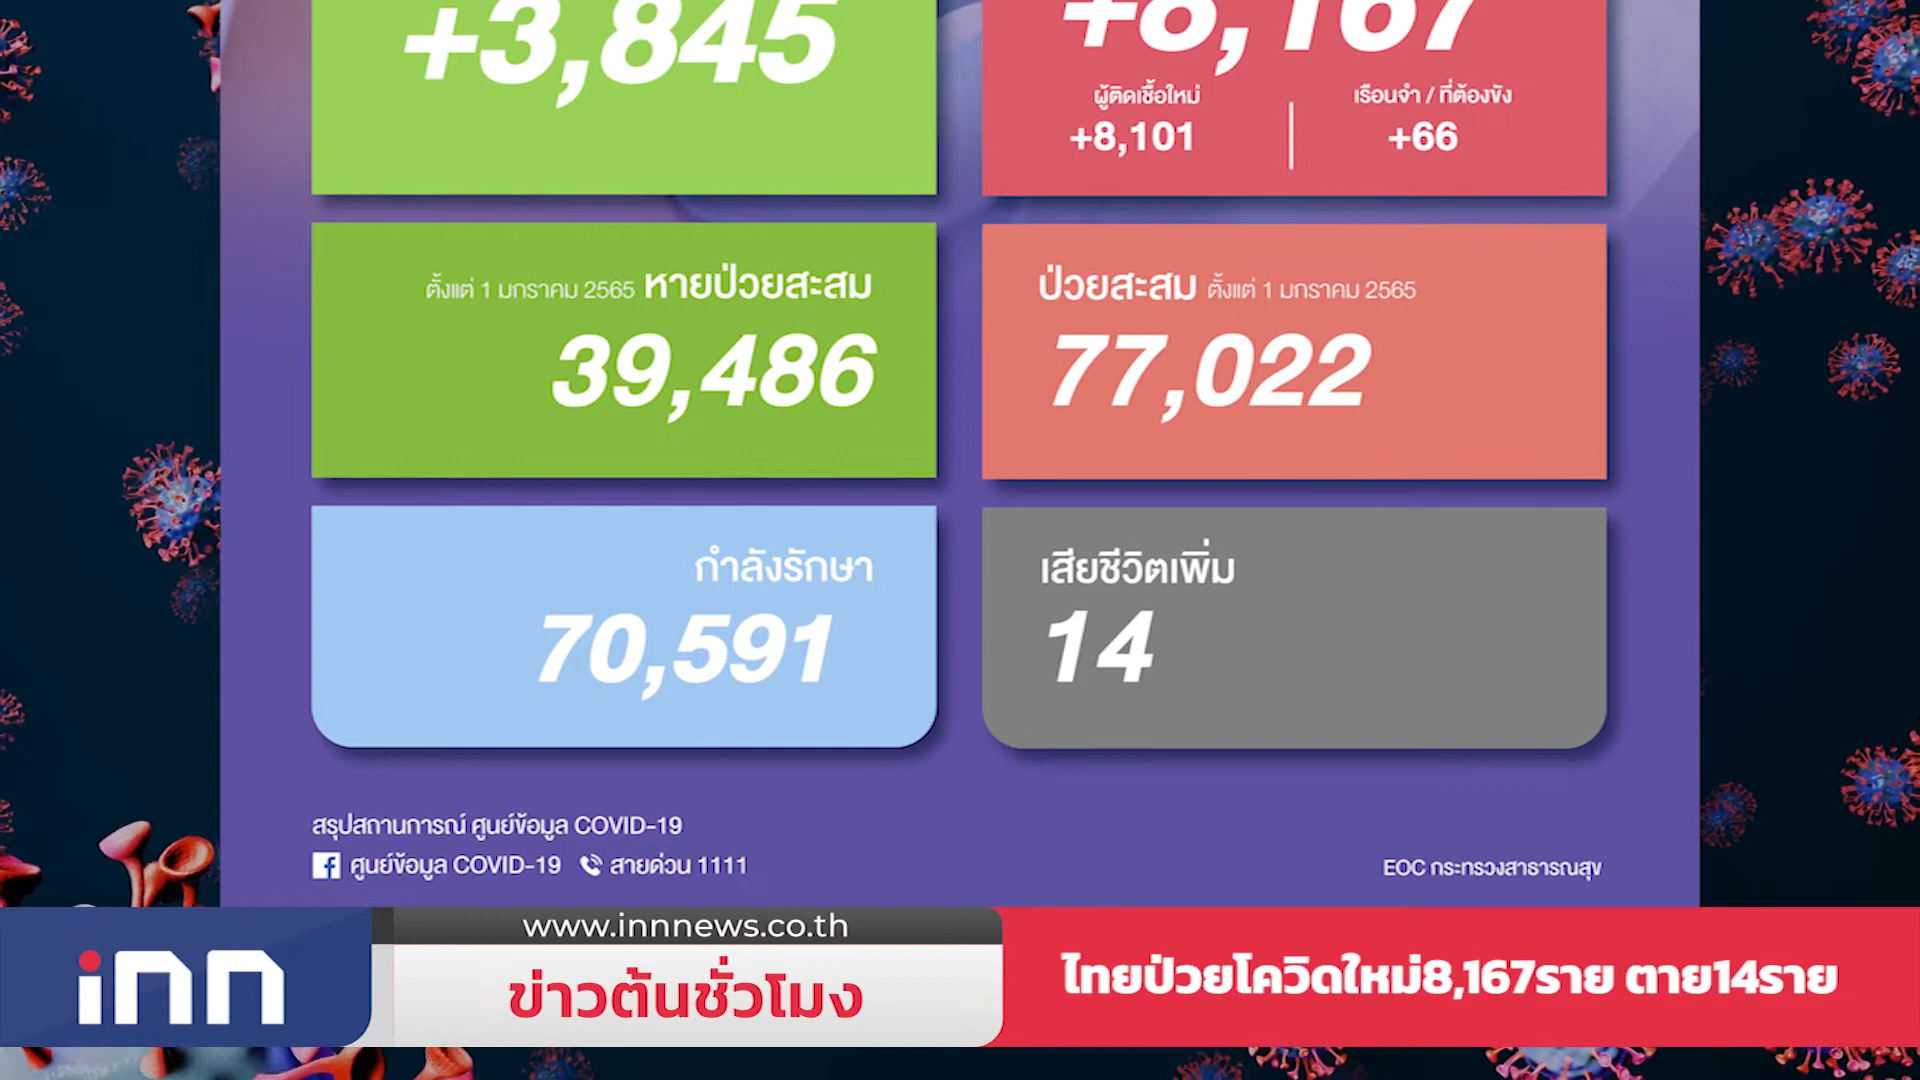 +3,845
+8,167
ผู้ติดเชื้อใหม่
+8,101
เรือนจำ / ที่ต้องขัง
+66
ตั้งแต่ 1 มกราคม 2565 หายป่วยสะสม
39,486
ป่วยสะสม ตั้งแต่ 1 มกราคม 2565
77,022
กำลังรักษา
70,591
เสียชีวิตเพิ่ม
14
สรุปสถานการณ์ ศูนย์ข้อมูล COVID-19
ศูนย์ข้อมูล COVID-19 สายด่วน 1111
EOC กระทรวงสาธารณสุข
inn
www.innnews.co.th
ข่าวต้นชั่วโมง
ไทยป่วยโควิดใหม่8,167ราย ตาย14ราย